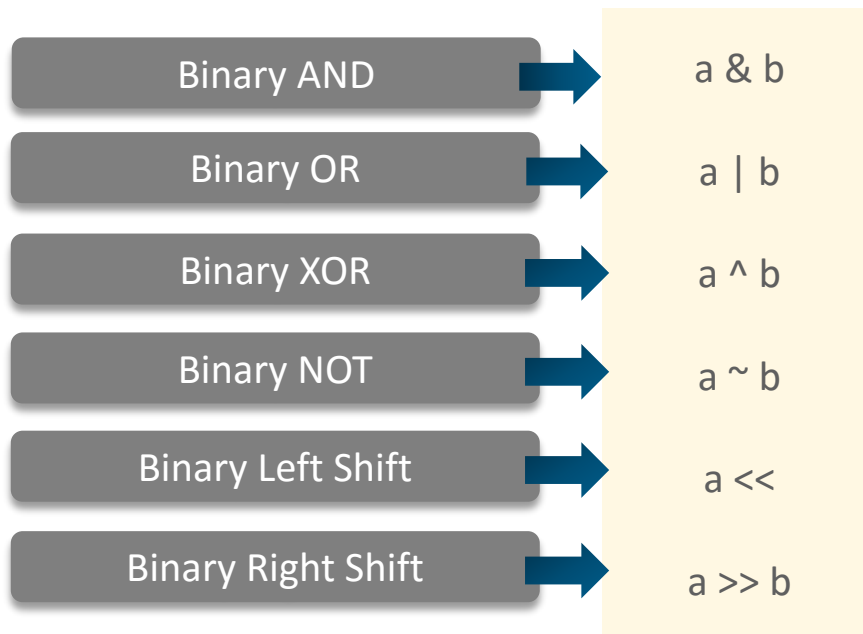 Binary AND
a & b
Binary OR
a | b
Binary XOR
a ^ b
Binary NOT
a ~ b
Binary Left Shift
a <<
Binary Right Shift
a >> b